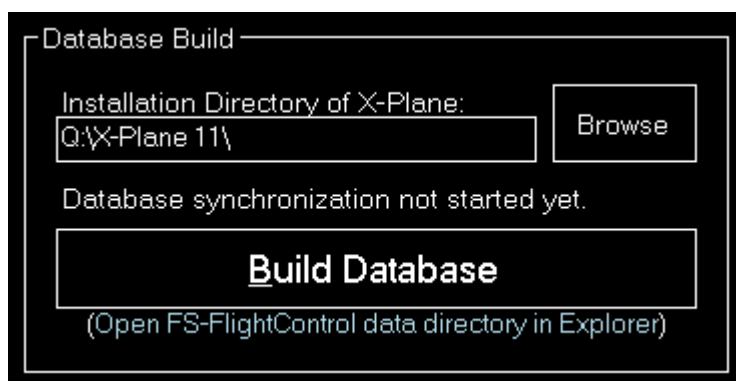 Database Build
Installation Directory of X-Plane:
Q:\X-Plane 11\
Browse
Database synchronization not started yet.
Build Database
(Open FS-FlightControl data directory in Explorer)